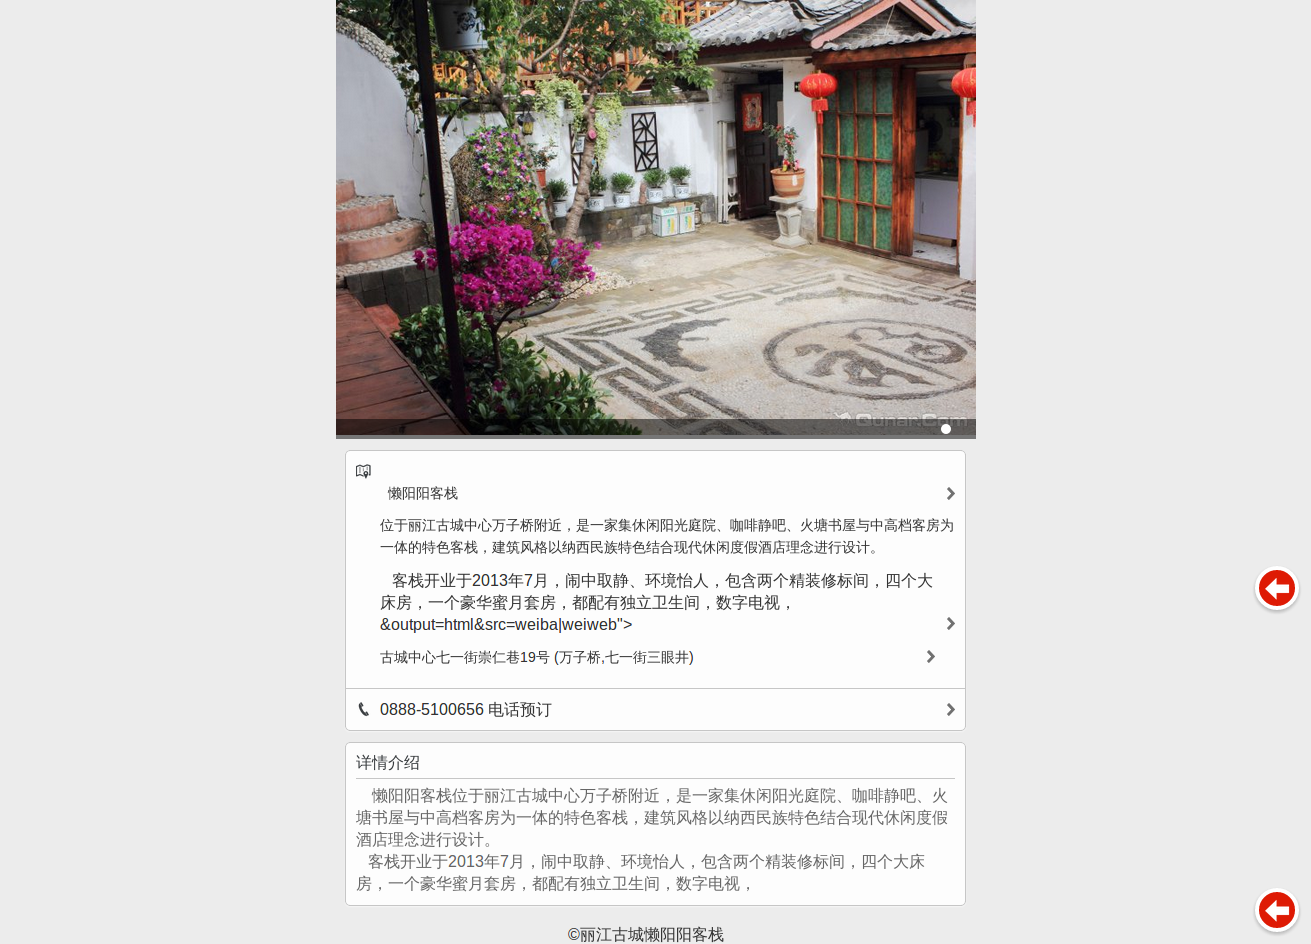 Qunar.Com
懒阳阳客栈
位于丽江古城中心万子桥附近，是一家集休闲阳光庭院、咖啡静吧、火塘书屋与中高档客房为
一体的特色客栈，建筑风格以纳西民族特色结合现代休闲度假酒店理念进行设计。
客栈开业于2013年7月，闹中取静、环境怡人，包含两个精装修标间，四个大
床房，一个豪华蜜月套房，都配有独立卫生间，数字电视，
&output=html&src=weiba|weiweb">
古城中心七一街崇仁巷19号 (万子桥,七一街三眼井)
0888-5100656 电话预订
详情介绍
懒阳阳客栈位于丽江古城中心万子桥附近，是一家集休闲阳光庭院、咖啡静吧、火
塘书屋与中高档客房为一体的特色客栈，建筑风格以纳西民族特色结合现代休闲度假
酒店理念进行设计。
客栈开业于2013年7月，闹中取静、环境怡人，包含两个精装修标间，四个大床
房，一个豪华蜜月套房，都配有独立卫生间，数字电视，
©丽江古城懒阳阳客栈